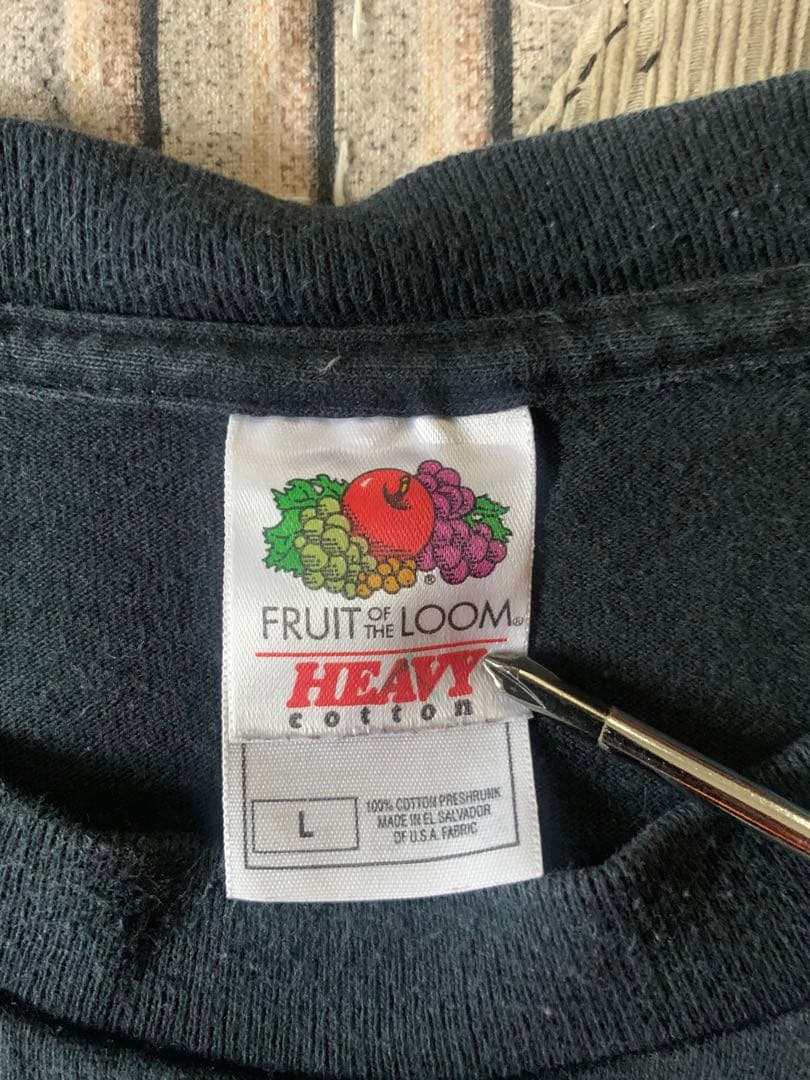 ®
FRUIT OF THE LOOM®
HEAVY
cotton
L
100% COTTON PRESHRUNK
MADE IN EL SALVADOR
OF U.S.A. FABRIC